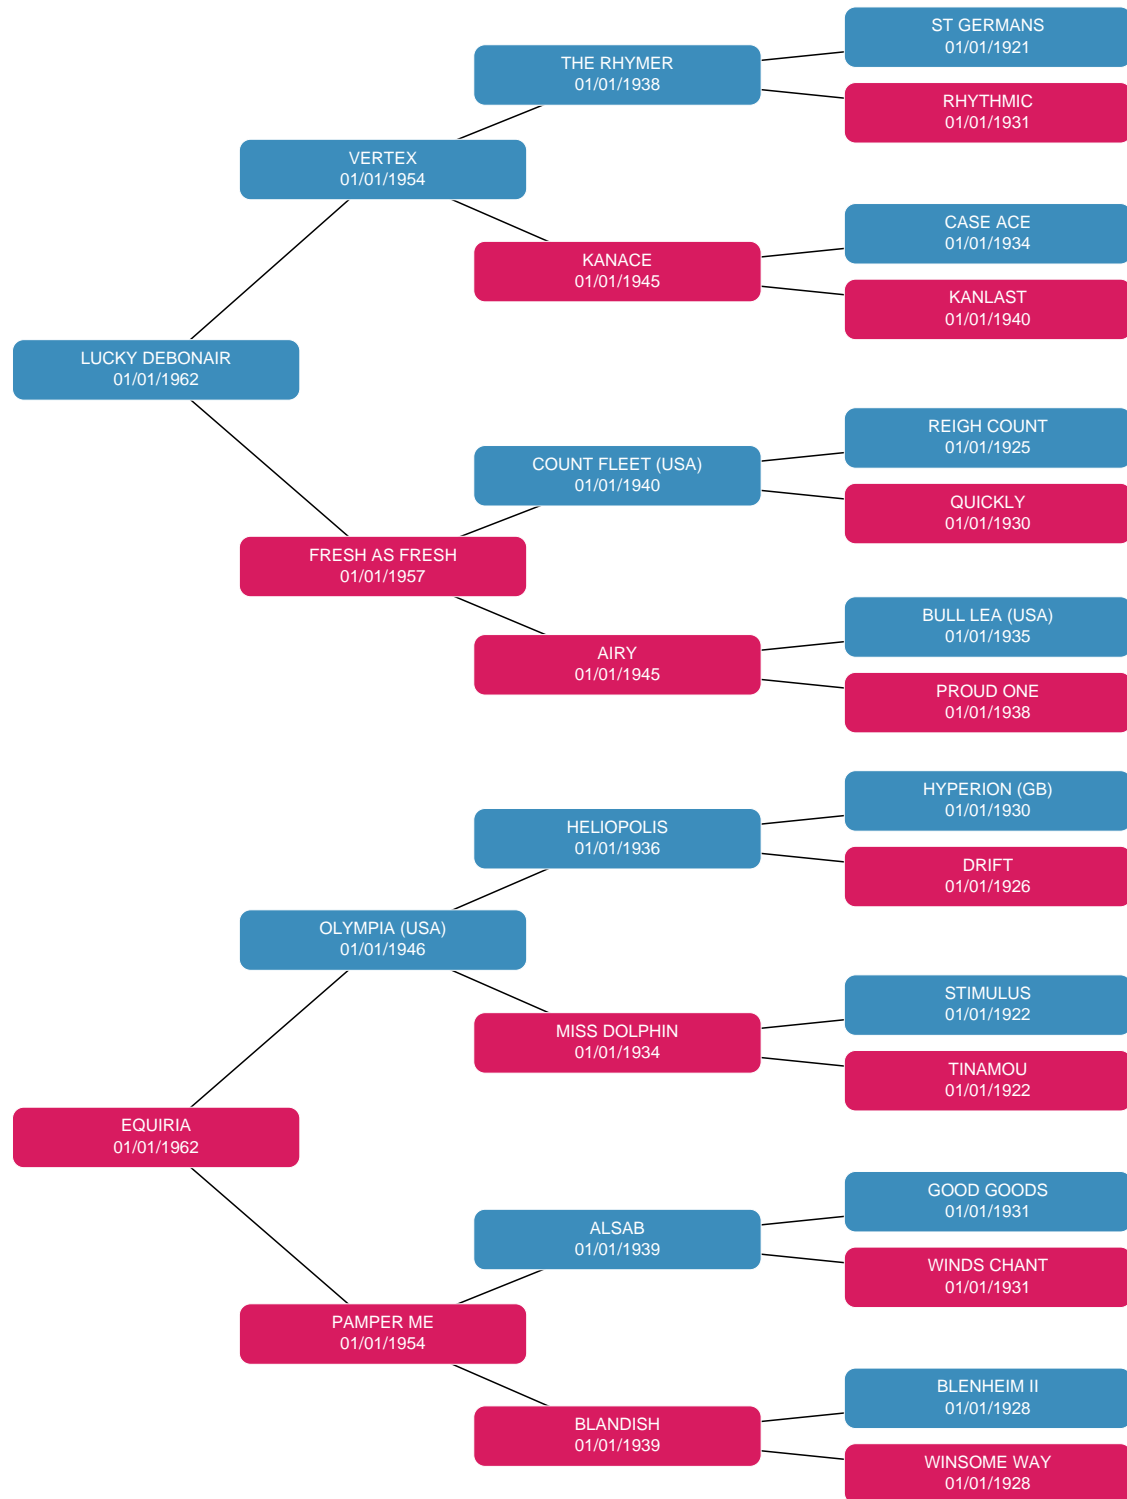 ST GERMANS
01/01/1921
THE RHYMER
01/01/1938
RHYTHMIC
01/01/1931
VERTEX
01/01/1954
CASE ACE
01/01/1934
KANACE
01/01/1945
KANLAST
01/01/1940
LUCKY DEBONAIR
01/01/1962
REIGH COUNT
01/01/1925
COUNT FLEET (USA)
01/01/1940
QUICKLY
01/01/1930
FRESH AS FRESH
01/01/1957
BULL LEA (USA)
01/01/1935
AIRY
01/01/1945
PROUD ONE
01/01/1938
HYPERION (GB)
01/01/1930
HELIOPOLIS
01/01/1936
DRIFT
01/01/1926
OLYMPIA (USA)
01/01/1946
STIMULUS
01/01/1922
MISS DOLPHIN
01/01/1934
TINAMOU
01/01/1922
EQUIRIA
01/01/1962
GOOD GOODS
01/01/1931
ALSAB
01/01/1939
WINDS CHANT
01/01/1931
PAMPER ME
01/01/1954
BLENHEIM II
01/01/1928
BLANDISH
01/01/1939
WINSOME WAY
01/01/1928